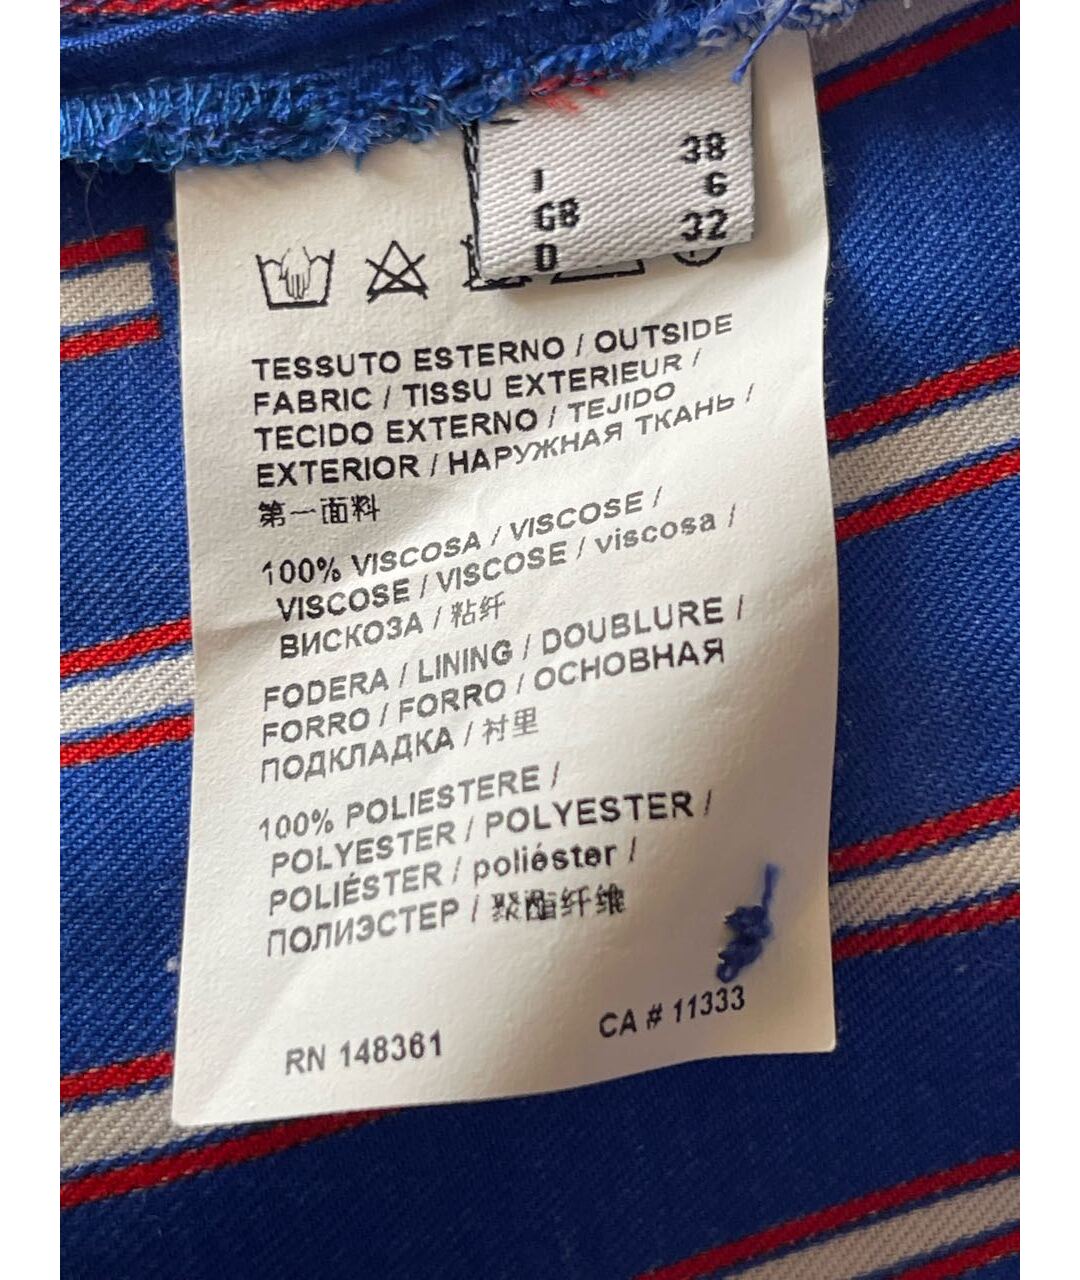 I 38
GB 6
D 32
TESSUTO ESTERNO / OUTSIDE
FABRIC / TISSU EXTERIEUR /
TECIDO EXTERNO / TEJIDO
EXTERIOR / НАРУЖНАЯ ТКАНЬ /
第一面料
100% VISCOSA / VISCOSE /
VISCOSE / VISCOSE / viscosa /
ВИСКОЗА / 粘纤
FODERA / LINING / DOUBLURE /
FORRO / FORRO / ОСНОВНАЯ
ПОДКЛАДКА / 衬里
100% POLIESTERE /
POLYESTER / POLYESTER /
POLIÉSTER / poliéster /
ПОЛИЭСТЕР / 聚酯纤维
RN 148361
CA # 11333